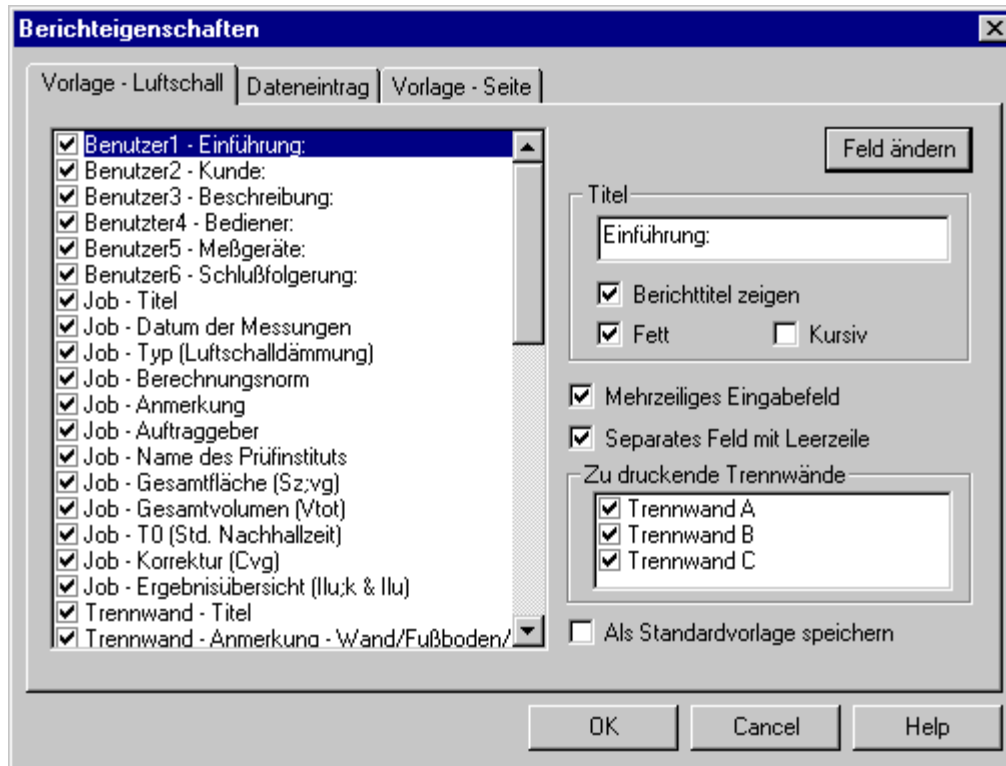 Berichteigenschaften
Vorlage - Luftschall
Dateneintrag
Vorlage - Seite
Benutzer1 - Einführung:
Benutzer2 - Kunde:
Benutzer3 - Beschreibung:
Benutzter4 - Bediener:
Benutzer5 - Meßgeräte:
Benutzer6 - Schlußfolgerung:
Job - Titel
Job - Datum der Messungen
Job - Typ (Luftschalldämmung)
Job - Berechnungsnorm
Job - Anmerkung
Job - Auftraggeber
Job - Name des Prüfinstituts
Job - Gesamtfläche (Sz;vg)
Job - Gesamtvolumen (Vtot)
Job - T0 (Std. Nachhallzeit)
Job - Korrektur (Cvg)
Job - Ergebnisübersicht (Ilu;k & Ilu)
Trennwand - Titel
Trennwand - Anmerkung - Wand/Fußboden/
Feld ändern
Titel
Einführung:
Berichttitel zeigen
Fett
Kursiv
Mehrzeiliges Eingabefeld
Separates Feld mit Leerzeile
Zu druckende Trennwände
Trennwand A
Trennwand B
Trennwand C
Als Standardvorlage speichern
OK
Cancel
Help